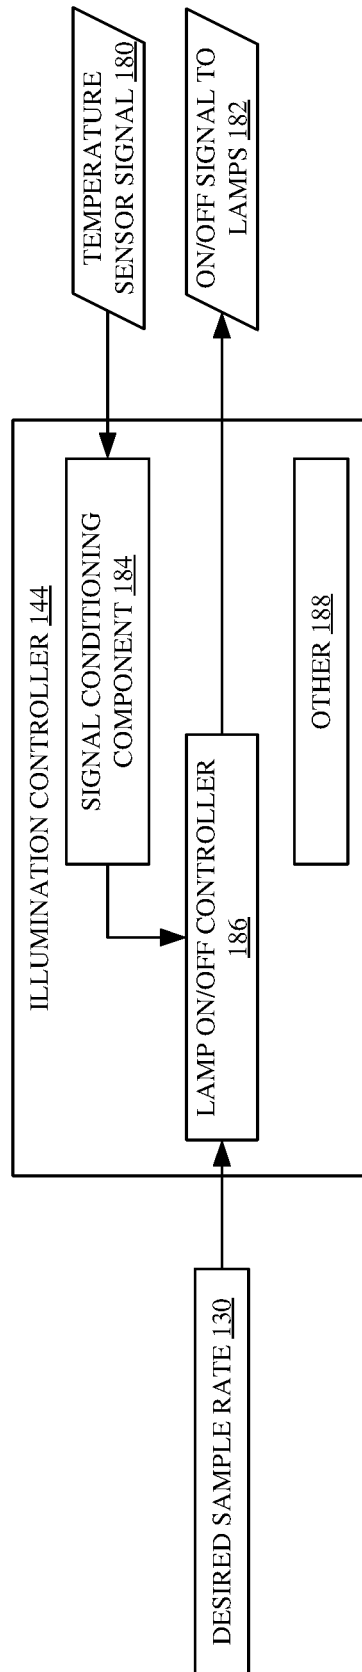 ILLUMINATION CONTROLLER 144
TEMPERATURE
SENSOR SIGNAL 180
SIGNAL CONDITIONING
COMPONENT 184
DESIRED SAMPLE RATE 130
LAMP ON/OFF CONTROLLER
186
ON/OFF SIGNAL TO
LAMPS 182
OTHER 188